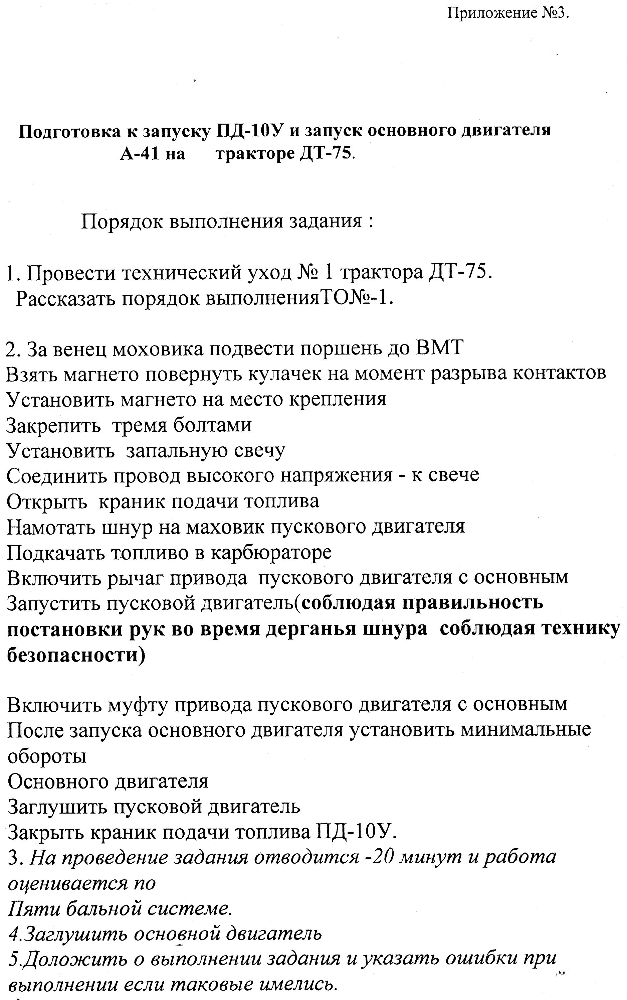 Приложение №3.
Подготовка к запуску ПД-10У и запуск основного двигателя
А-41 на тракторе ДТ-75.
Порядок выполнения задания :
1. Провести технический уход № 1 трактора ДТ-75.
Рассказать порядок выполненияТО№-1.
2. За венец моховика подвести поршень до ВМТ
Взять магнето повернуть кулачек на момент разрыва контактов
Установить магнето на место крепления
Закрепить тремя болтами
Установить запальную свечу
Соединить провод высокого напряжения - к свече
Открыть краник подачи топлива
Намотать шнур на маховик пускового двигателя
Подкачать топливо в карбюраторе
Включить рычаг привода пускового двигателя с основным
Запустить пусковой двигатель(соблюдая правильность
постановки рук во время дерганья шнура соблюдая технику
безопасности)
Включить муфту привода пускового двигателя с основным
После запуска основного двигателя установить минимальные
обороты
Основного двигателя
Заглушить пусковой двигатель
Закрыть краник подачи топлива ПД-10У.
3. На проведение задания отводится -20 минут и работа
оценивается по
Пяти бальной системе.
4.Заглушить основной двигатель
5.Доложить о выполнении задания и указать ошибки при
выполнении если таковые имелись.